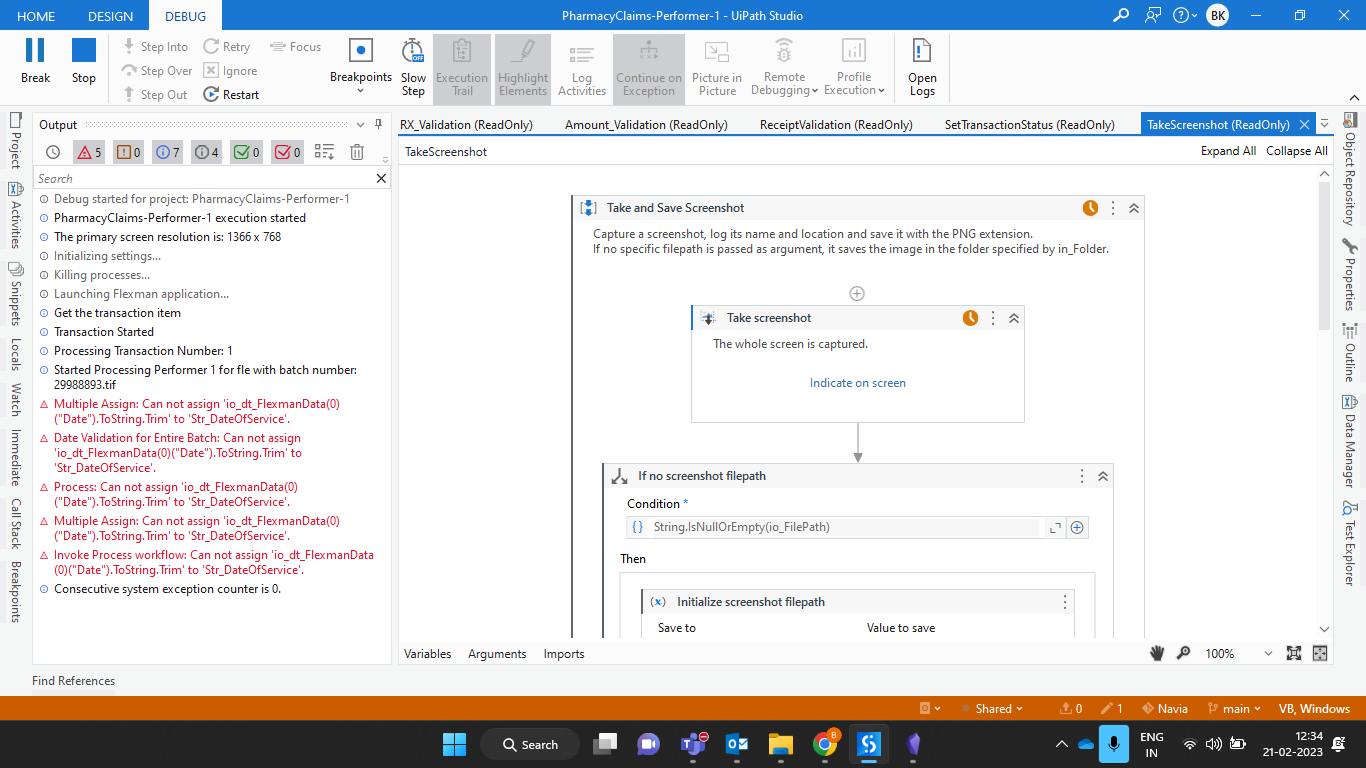 HOME DESIGN DEBUG PharmacyClaims-Performer-1 - UiPath Studio BK
Break Stop
Step Into Retry Focus
Step Over Ignore
Step Out Restart
Breakpoints
Slow Step
Execution Trail
Highlight Elements
Log Activities
Continue on Exception
Picture in Picture
Remote Debugging
Profile Execution
Open Logs
Project
Activities
Snippets
Locals
Watch
Immediate
Call Stack
Breakpoints
Output
5 0 7 4 0 0
Search
Debug started for project: PharmacyClaims-Performer-1
PharmacyClaims-Performer-1 execution started
The primary screen resolution is: 1366 x 768
Initializing settings...
Killing processes...
Launching Flexman application...
Get the transaction item
Transaction Started
Processing Transaction Number: 1
Started Processing Performer 1 for fle with batch number:
29988893.tif
Multiple Assign: Can not assign 'io_dt_FlexmanData(0)
("Date").ToString.Trim' to 'Str_DateOfService'.
Date Validation for Entire Batch: Can not assign
'io_dt_FlexmanData(0)("Date").ToString.Trim' to
'Str_DateOfService'.
Process: Can not assign 'io_dt_FlexmanData(0)
("Date").ToString.Trim' to 'Str_DateOfService'.
Multiple Assign: Can not assign 'io_dt_FlexmanData(0)
("Date").ToString.Trim' to 'Str_DateOfService'.
Invoke Process workflow: Can not assign 'io_dt_FlexmanData
(0)("Date").ToString.Trim' to 'Str_DateOfService'.
Consecutive system exception counter is 0.
RX_Validation (ReadOnly) Amount_Validation (ReadOnly) ReceiptValidation (ReadOnly) SetTransactionStatus (ReadOnly) TakeScreenshot (ReadOnly)
TakeScreenshot Expand All Collapse All
Take and Save Screenshot
Capture a screenshot, log its name and location and save it with the PNG extension.
If no specific filepath is passed as argument, it saves the image in the folder specified by in_Folder.
Take screenshot
The whole screen is captured.
Indicate on screen
If no screenshot filepath
Condition *
{ } String.IsNullOrEmpty(io_FilePath)
Then
(x) Initialize screenshot filepath
Save to Value to save
Variables Arguments Imports 100%
Object Repository
Properties
Outline
Data Manager
Test Explorer
Find References
Shared 0 1 Navia main VB, Windows
Search
B
ENG
IN
12:34
21-02-2023